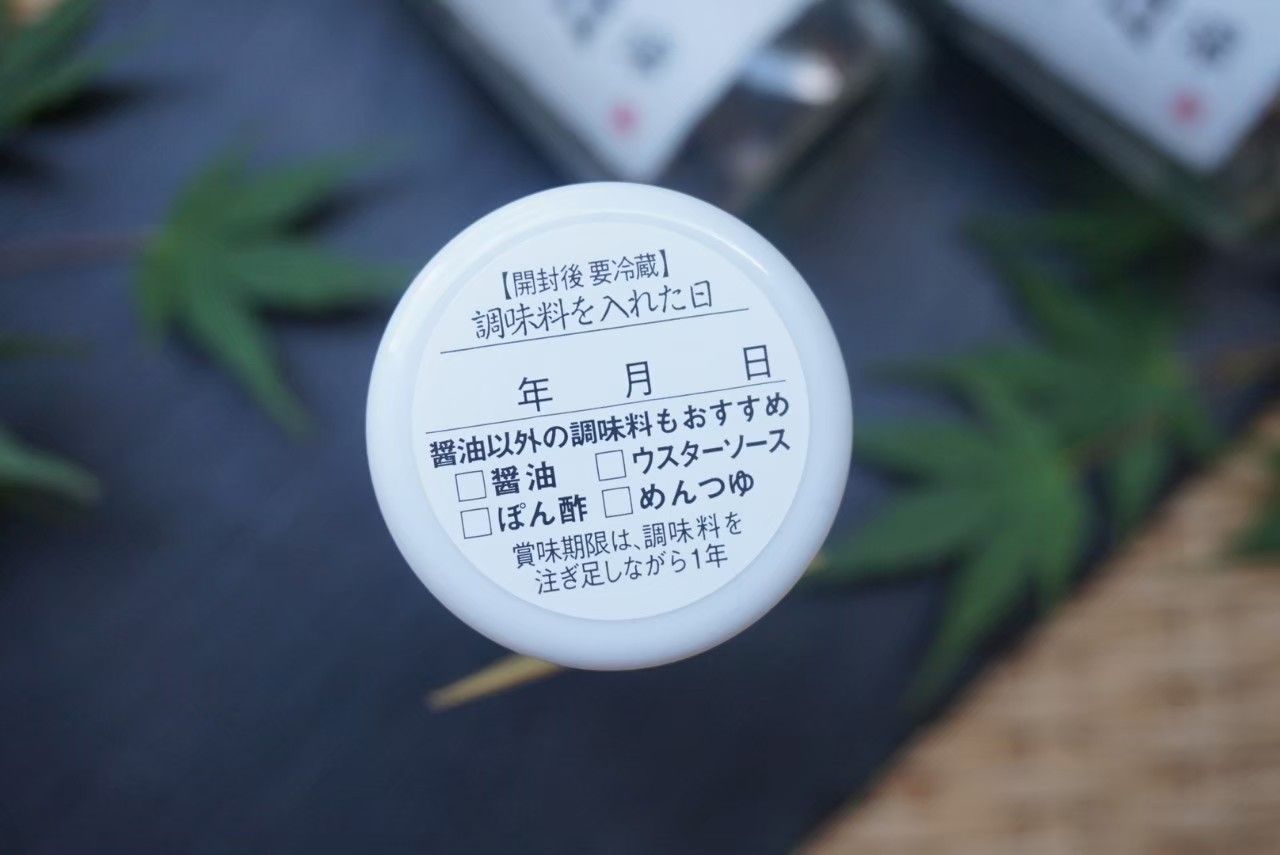 【開封後 要冷蔵】
調味料を入れた日
年 月 日
醤油以外の調味料もおすすめ
□醤油 □ウスターソース
□ぽん酢 □めんつゆ
賞味期限は、調味料を
注ぎ足しながら1年